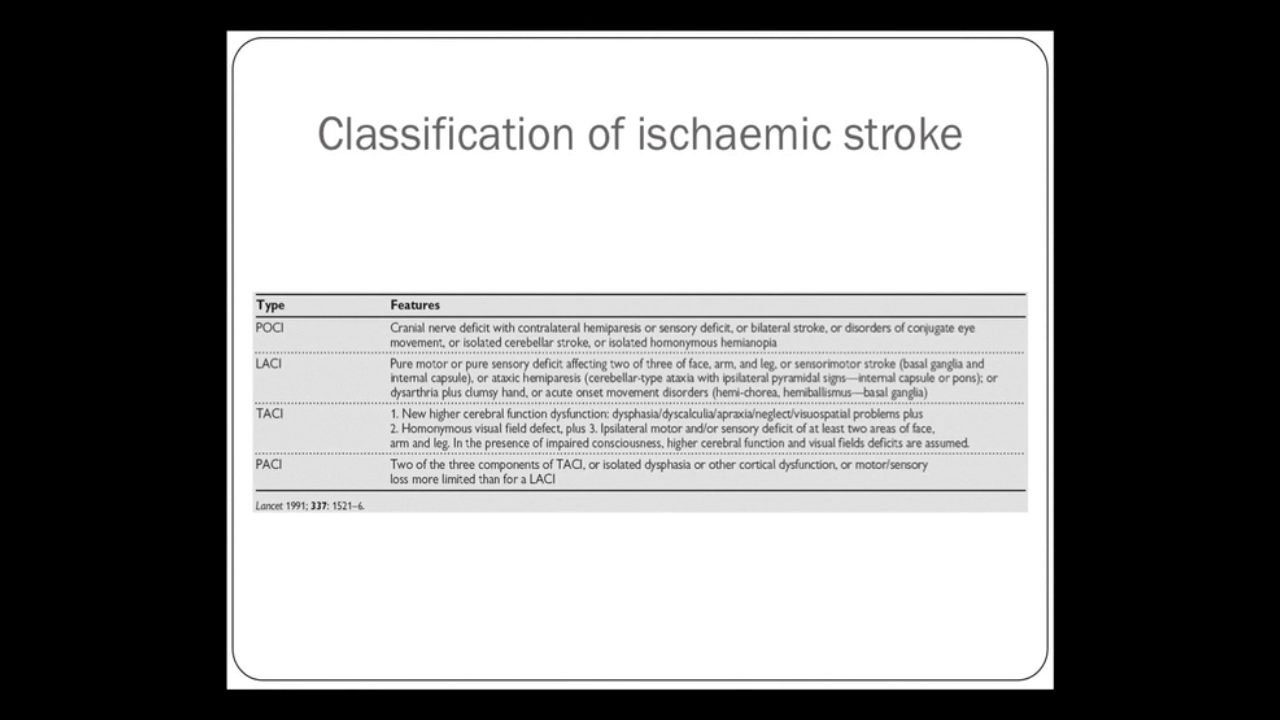 Classification of ischaemic stroke
Type Features
POCI Cranial nerve deficit with contralateral hemiparesis or sensory deficit, or bilateral stroke, or disorders of conjugate eye
movement, or isolated cerebellar stroke, or isolated homonymous hemianopia
LACI Pure motor or pure sensory deficit affecting two of three of face, arm, and leg, or sensorimotor stroke (basal ganglia and
internal capsule), or ataxic hemiparesis (cerebellar-type ataxia with ipsilateral pyramidal signs—internal capsule or pons); or
dysarthria plus clumsy hand, or acute onset movement disorders (hemi-chorea, hemiballismus—basal ganglia)
TACI 1. New higher cerebral function dysfunction: dysphasia/dyscalculia/apraxia/neglect/visuospatial problems plus
2. Homonymous visual field defect, plus 3. Ipsilateral motor and/or sensory deficit of at least two areas of face,
arm and leg. In the presence of impaired consciousness, higher cerebral function and visual fields deficits are assumed.
PACI Two of the three components of TACI, or isolated dysphasia or other cortical dysfunction, or motor/sensory
loss more limited than for a LACI
Lancet 1991; 337: 1521–6.